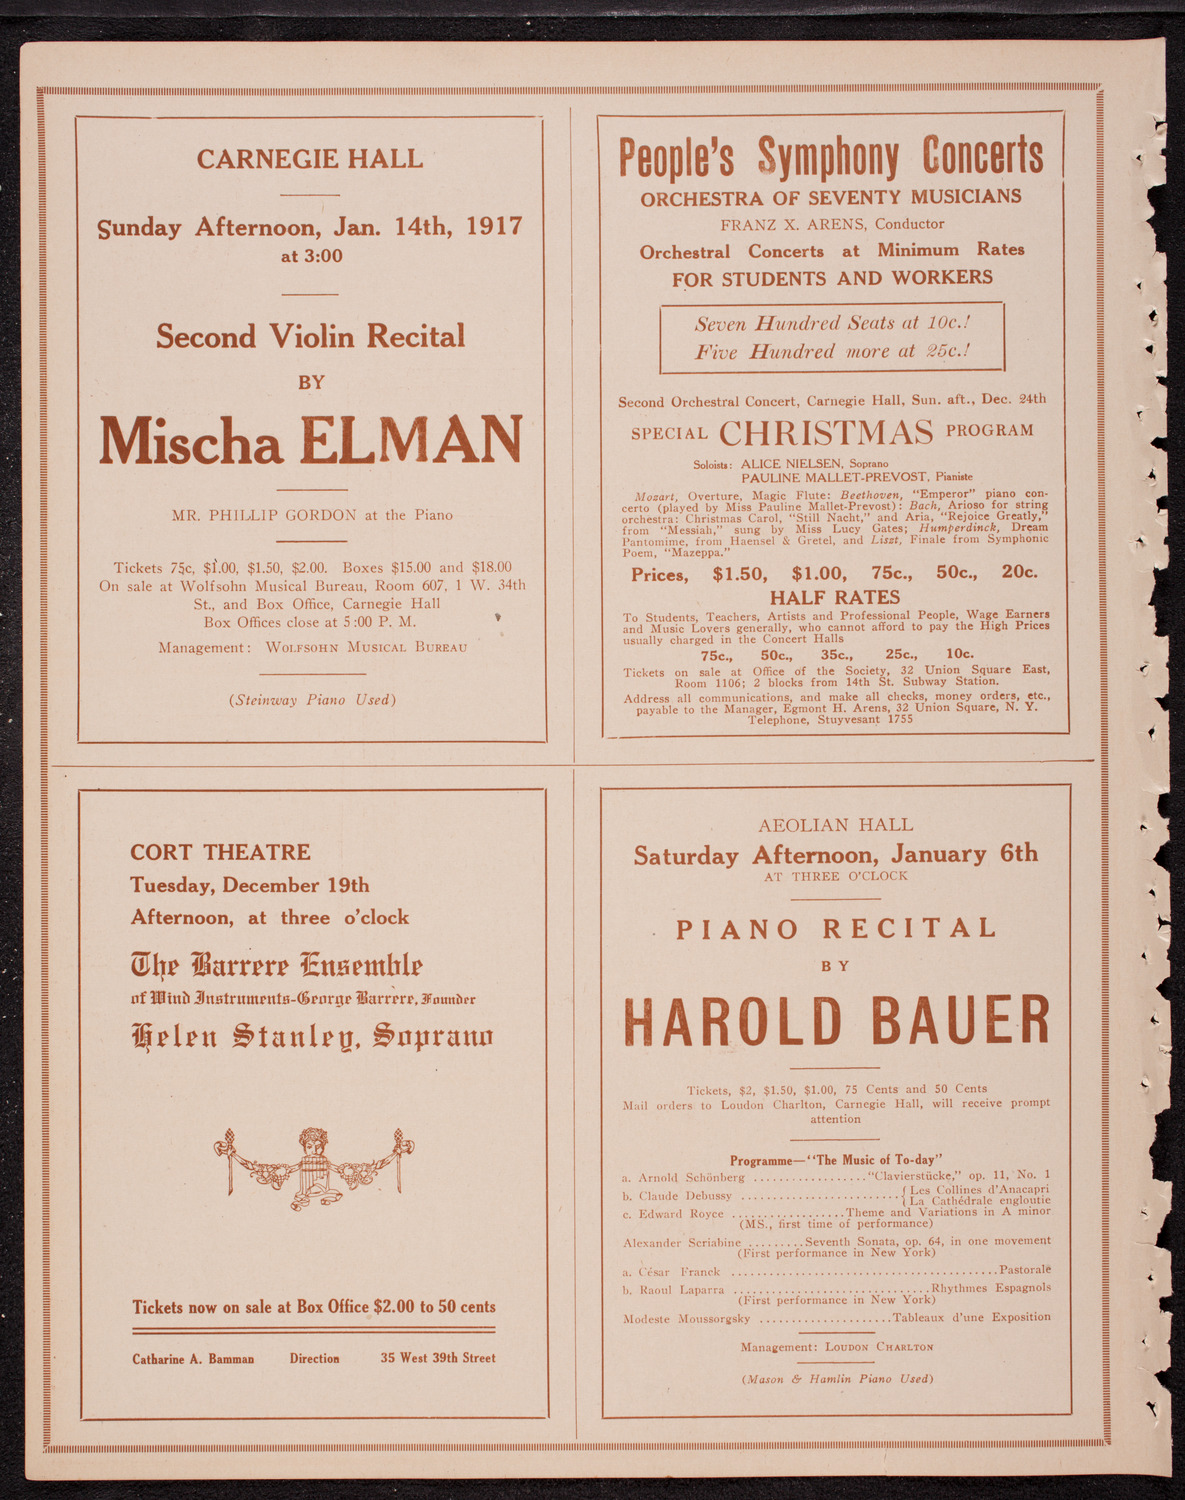 CARNEGIE HALL
Sunday Afternoon, Jan. 14th, 1917
at 3:00
Second Violin Recital
BY
Mischa ELMAN
MR. PHILLIP GORDON at the Piano
Tickets 75c, $1.00, $1.50, $2.00. Boxes $15.00 and $18.00
On sale at Wolfsohn Musical Bureau, Room 607, 1 W. 34th
St., and Box Office, Carnegie Hall
Box Offices close at 5:00 P. M.
Management: WOLFSOHN MUSICAL BUREAU
(Steinway Piano Used)
People's Symphony Concerts
ORCHESTRA OF SEVENTY MUSICIANS
FRANZ X. ARENS, Conductor
Orchestral Concerts at Minimum Rates
FOR STUDENTS AND WORKERS
Seven Hundred Seats at 10c.!
Five Hundred more at 25c.!
Second Orchestral Concert, Carnegie Hall, Sun. aft., Dec. 24th
SPECIAL CHRISTMAS PROGRAM
Soloists: ALICE NIELSEN, Soprano
PAULINE MALLET-PREVOST, Pianiste
Mozart, Overture, Magic Flute: Beethoven, "Emperor" piano con-
certo (played by Miss Pauline Mallet-Prevost): Bach, Arioso for string
orchestra: Christmas Carol, "Still Nacht," and Aria, "Rejoice Greatly,"
from "Messiah," sung by Miss Lucy Gates; Humperdinck, Dream
Pantomime, from Haensel & Gretel, and Liszt, Finale from Symphonic
Poem, "Mazeppa."
Prices, $1.50, $1.00, 75c., 50c., 20c.
HALF RATES
To Students, Teachers, Artists and Professional People, Wage Earners
and Music Lovers generally, who cannot afford to pay the High Prices
usually charged in the Concert Halls
75c., 50c., 35c., 25c., 10c.
Tickets on sale at Office of the Society, 32 Union Square East,
Room 1106; 2 blocks from 14th St. Subway Station.
Address all communications, and make all checks, money orders, etc.,
payable to the Manager, Egmont H. Arens, 32 Union Square, N. Y.
Telephone, Stuyvesant 1755
CORT THEATRE
Tuesday, December 19th
Afternoon, at three o'clock
The Barrere Ensemble
of Wind Instruments-George Barrère, Founder
Helen Stanley, Soprano
Tickets now on sale at Box Office $2.00 to 50 cents
Catharine A. Bamman Direction 35 West 39th Street
AEOLIAN HALL
Saturday Afternoon, January 6th
AT THREE O'CLOCK
PIANO RECITAL
BY
HAROLD BAUER
Tickets, $2, $1.50, $1.00, 75 Cents and 50 Cents
Mail orders to Loudon Charlton, Carnegie Hall, will receive prompt
attention
Programme—"The Music of To-day"
a. Arnold Schönberg .................."Clavierstücke," op. 11, No. 1
b. Claude Debussy ........................{ Les Collines d'Anacapri
{ La Cathédrale engloutie
c. Edward Royce .................Theme and Variations in A minor
(MS., first time of performance)
Alexander Scriabine .........Seventh Sonata, op. 64, in one movement
(First performance in New York)
a. César Franck .........................................Pastorale
b. Raoul Laparra ..............................Rhythmes Espagnols
(First performance in New York)
Modeste Moussorgsky ....................Tableaux d'une Exposition
Management: LOUDON CHARLTON
(Mason & Hamlin Piano Used)